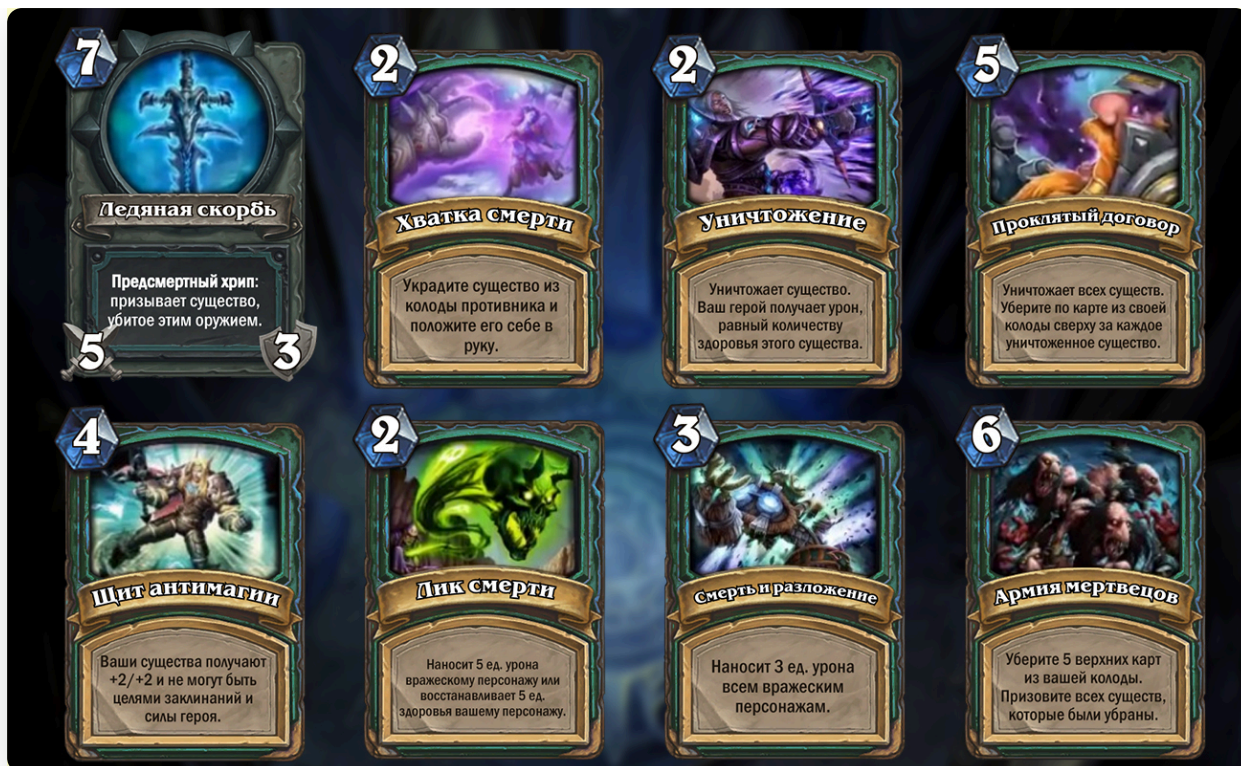 7
Ледяная скорбь
Предсмертный хрип:
призывает существо,
убитое этим оружием.
5
3
2
Хватка смерти
Украдите существо из
колоды противника и
положите его себе в
руку.
2
Уничтожение
Уничтожает существо.
Ваш герой получает урон,
равный количеству
здоровья этого существа.
5
Проклятый договор
Уничтожает всех существ.
Уберите по карте из своей
колоды сверху за каждое
уничтоженное существо.
4
Щит антимагии
Ваши существа получают
+2/+2 и не могут быть
целями заклинаний и
силы героя.
2
Лик смерти
Наносит 5 ед. урона
вражескому персонажу или
восстанавливает 5 ед.
здоровья вашему персонажу.
3
Смерть и разложение
Наносит 3 ед. урона
всем вражеским
персонажам.
6
Армия мертвецов
Уберите 5 верхних карт
из вашей колоды.
Призовите всех существ,
которые были убраны.